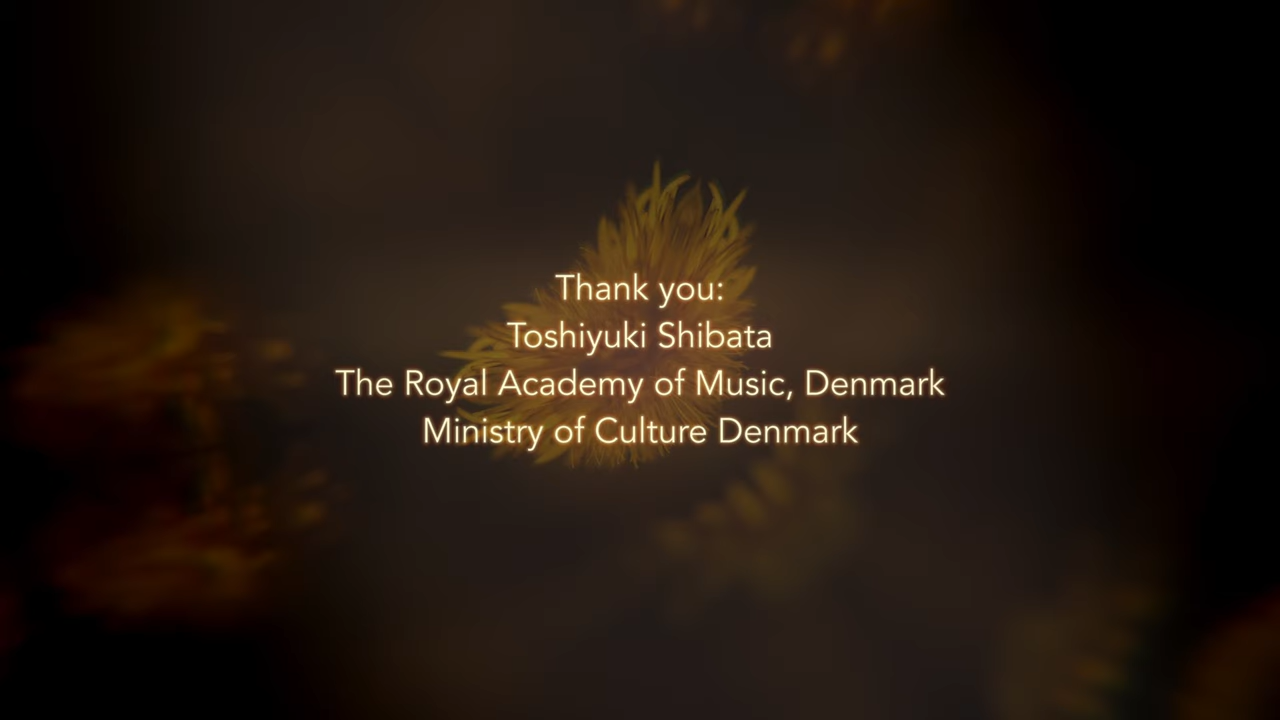 Thank you:
Toshiyuki Shibata
The Royal Academy of Music, Denmark
Ministry of Culture Denmark